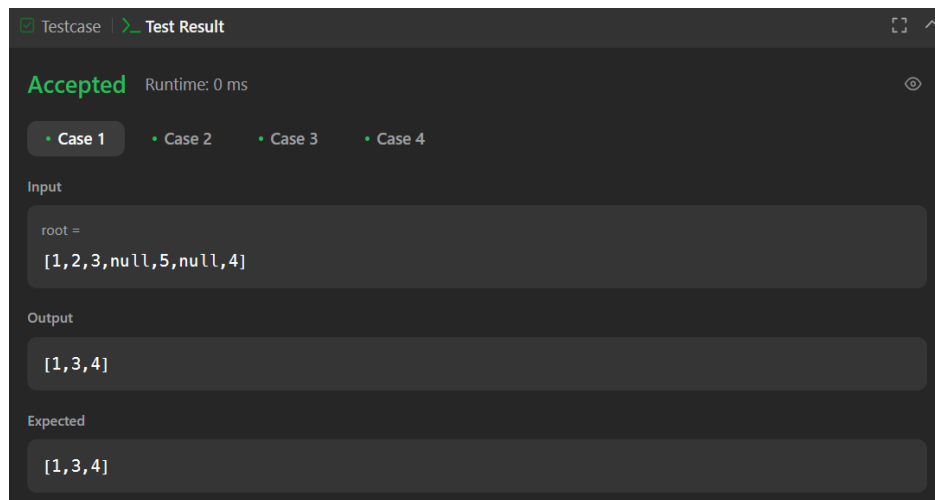 Testcase | >_ Test Result
Accepted Runtime: 0 ms
• Case 1 • Case 2 • Case 3 • Case 4
Input
root =
[1,2,3,null,5,null,4]
Output
[1,3,4]
Expected
[1,3,4]